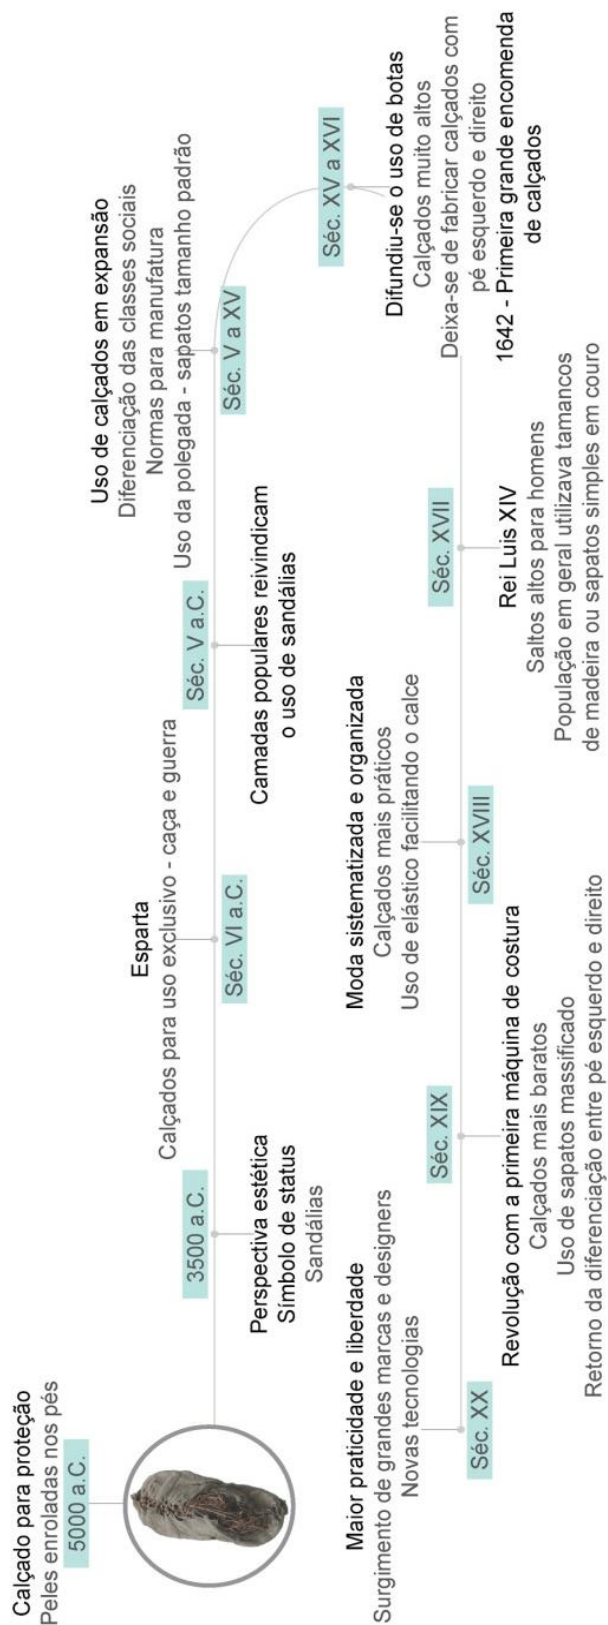 Calçado para proteção
Peles enroladas nos pés
5000 a.C.
3500 a.C.
Perspectiva estética
Símbolo de status
Sandálias
Esparta
Calçados para uso exclusivo - caça e guerra
Séc. VI a.C.
Séc. V a.C.
Camadas populares reivindicam
o uso de sandálias
Uso de calçados em expansão
Diferenciação das classes sociais
Normas para manufatura
Uso da polegada - sapatos tamanho padrão
Séc. V a XV
Séc. XV a XVI
Difundiu-se o uso de botas
Calçados muito altos
Deixa-se de fabricar calçados com
pé esquerdo e direito
1642 - Primeira grande encomenda
de calçados
Séc. XVII
Rei Luis XIV
Saltos altos para homens
População em geral utilizava tamancos
de madeira ou sapatos simples em couro
Moda sistematizada e organizada
Calçados mais práticos
Uso de elástico facilitando o calce
Séc. XVIII
Séc. XIX
Revolução com a primeira máquina de costura
Calçados mais baratos
Uso de sapatos massificado
Retorno da diferenciação entre pé esquerdo e direito
Maior praticidade e liberdade
Surgimento de grandes marcas e designers
Novas tecnologias
Séc. XX